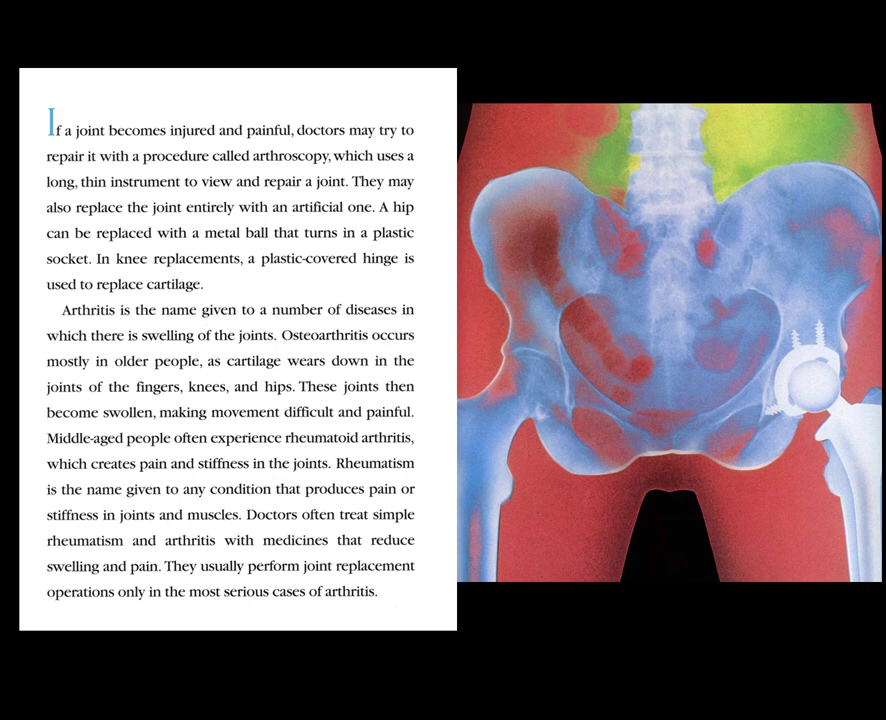 If a joint becomes injured and painful, doctors may try to
repair it with a procedure called arthroscopy, which uses a
long, thin instrument to view and repair a joint. They may
also replace the joint entirely with an artificial one. A hip
can be replaced with a metal ball that turns in a plastic
socket. In knee replacements, a plastic-covered hinge is
used to replace cartilage.
Arthritis is the name given to a number of diseases in
which there is swelling of the joints. Osteoarthritis occurs
mostly in older people, as cartilage wears down in the
joints of the fingers, knees, and hips. These joints then
become swollen, making movement difficult and painful.
Middle-aged people often experience rheumatoid arthritis,
which creates pain and stiffness in the joints. Rheumatism
is the name given to any condition that produces pain or
stiffness in joints and muscles. Doctors often treat simple
rheumatism and arthritis with medicines that reduce
swelling and pain. They usually perform joint replacement
operations only in the most serious cases of arthritis.